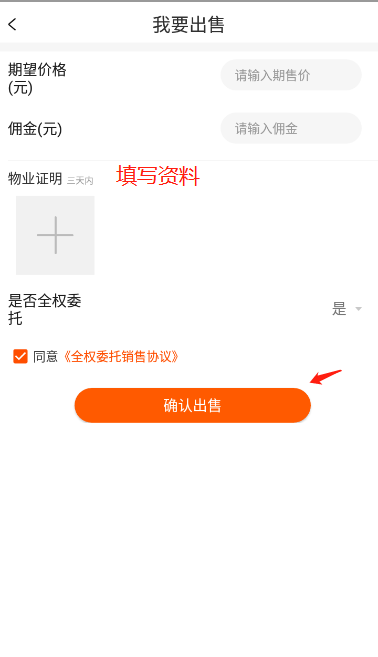 我要出售
期望价格
(元)
请输入期售价
佣金(元)
请输入佣金
物业证明 三天内
填写资料
是否全权委
托
是
同意《全权委托销售协议》
确认出售